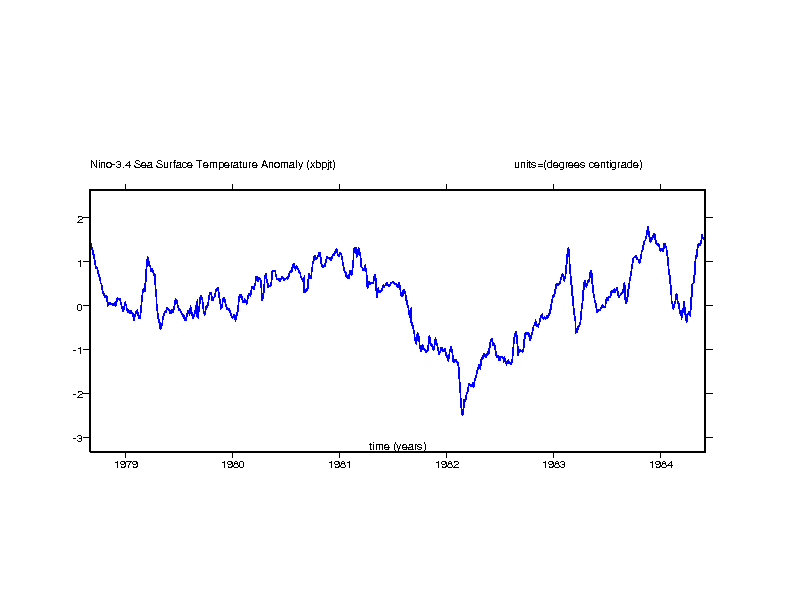 Nino-3.4 Sea Surface Temperature Anomaly (xbpjt) units=(degrees centigrade)
2
1
0
-1
-2
-3
time (years)
1979 1980 1981 1982 1983 1984